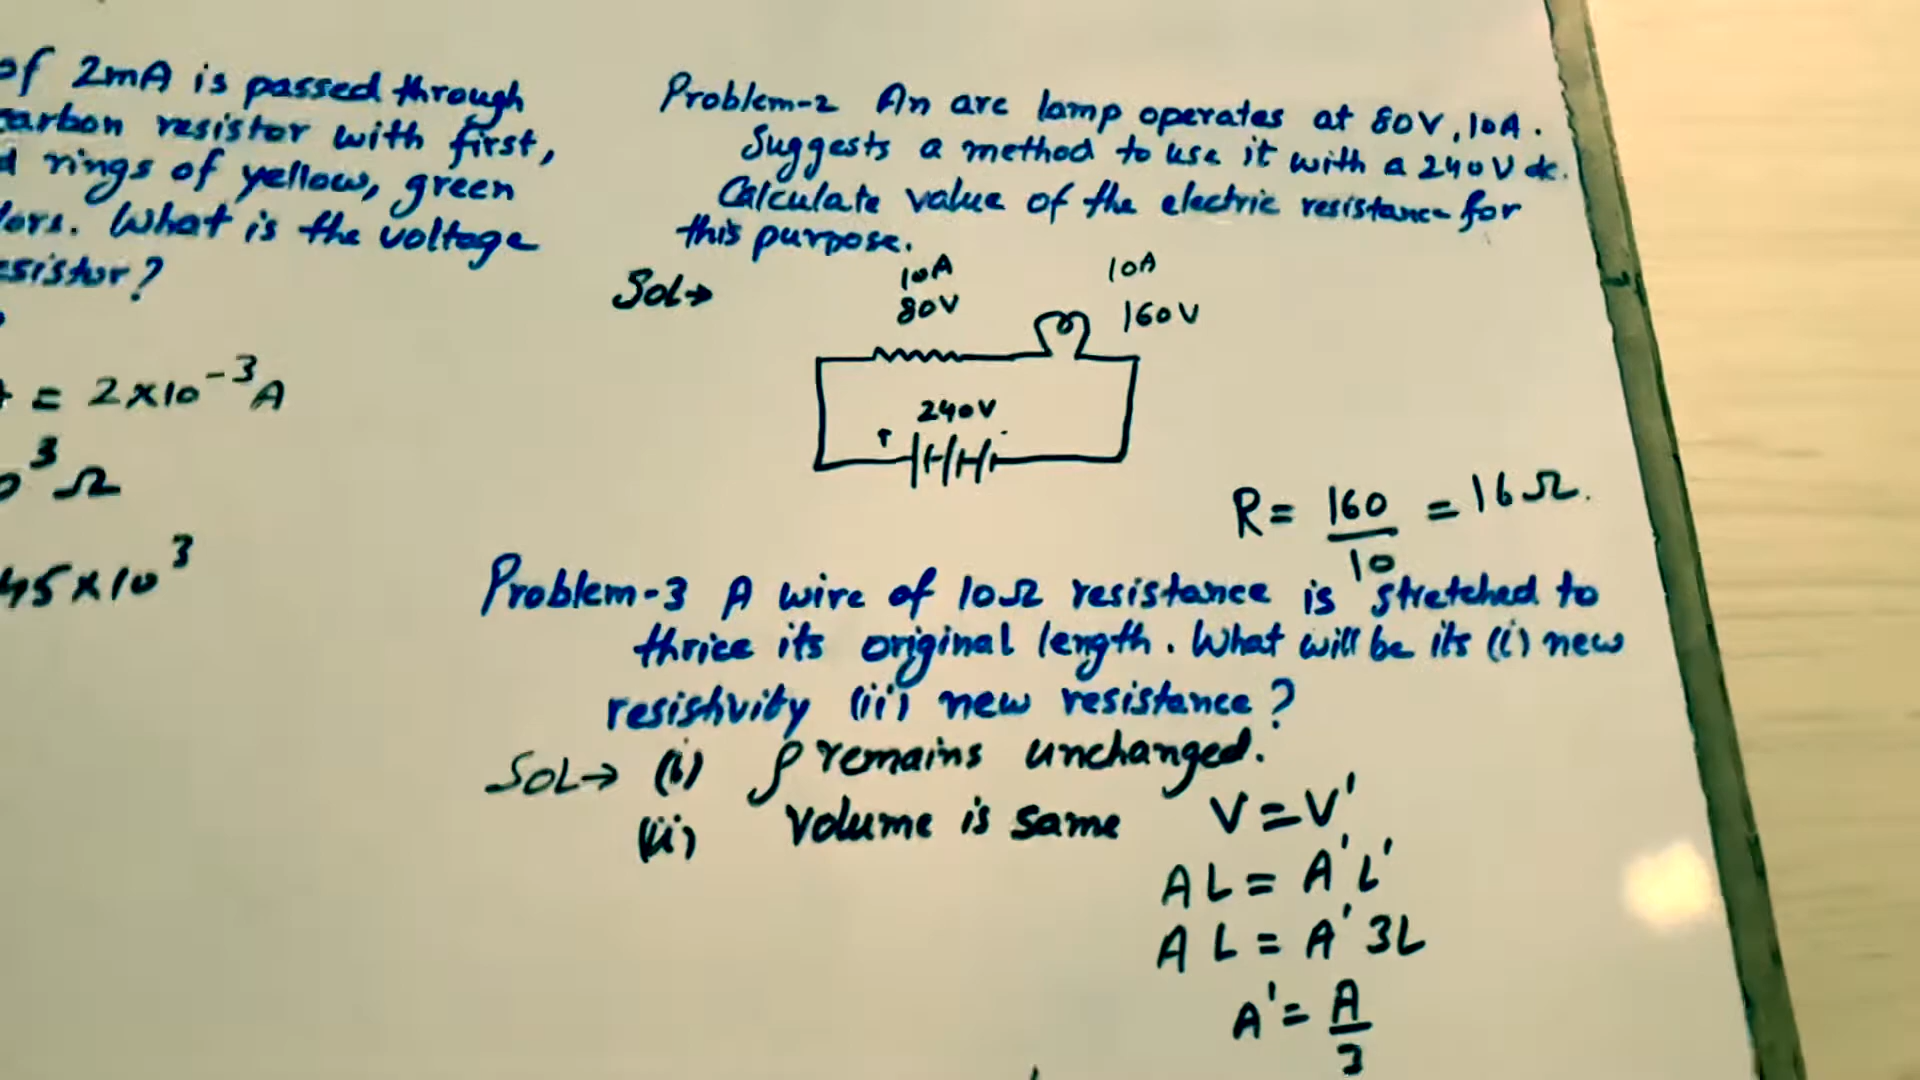 of 2mA is passed through
carbon resistor with first,
rings of yellow, green
What is the voltage
resistor?
= 2×10⁻³A
³Ω
45×10³
Problem-2 An arc lamp operates at 80V, 10A.
Suggests a method to use it with a 240V dc.
Calculate value of the electric resistance for
this purpose.
Sol→
10A
80V
10A
160V
240V
+ -
R = 160/10 = 16Ω.
Problem-3 A wire of 10Ω resistance is stretched to
thrice its original length. What will be its (i) new
resistivity (ii) new resistance?
Sol→ (i) ρ remains unchanged.
(ii) Volume is same V=V'
AL = A'L'
AL = A'3L
A' = A/3